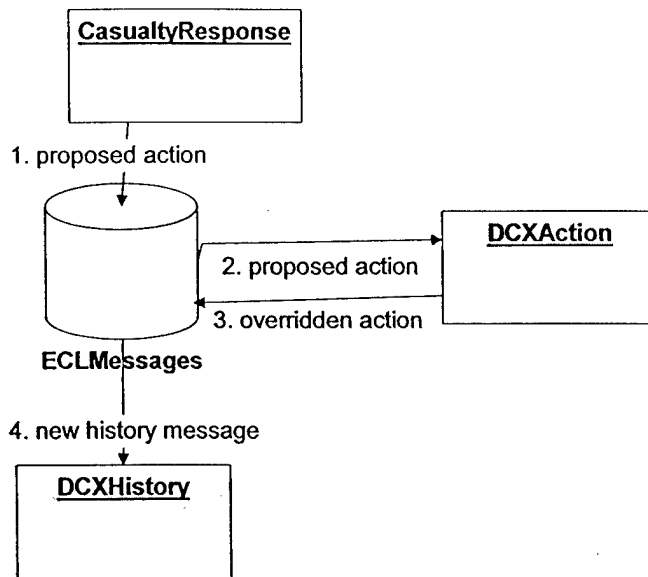 CasualtyResponse
1. proposed action
DCXAction
2. proposed action
3. overridden action
ECLMessages
4. new history message
DCXHistory